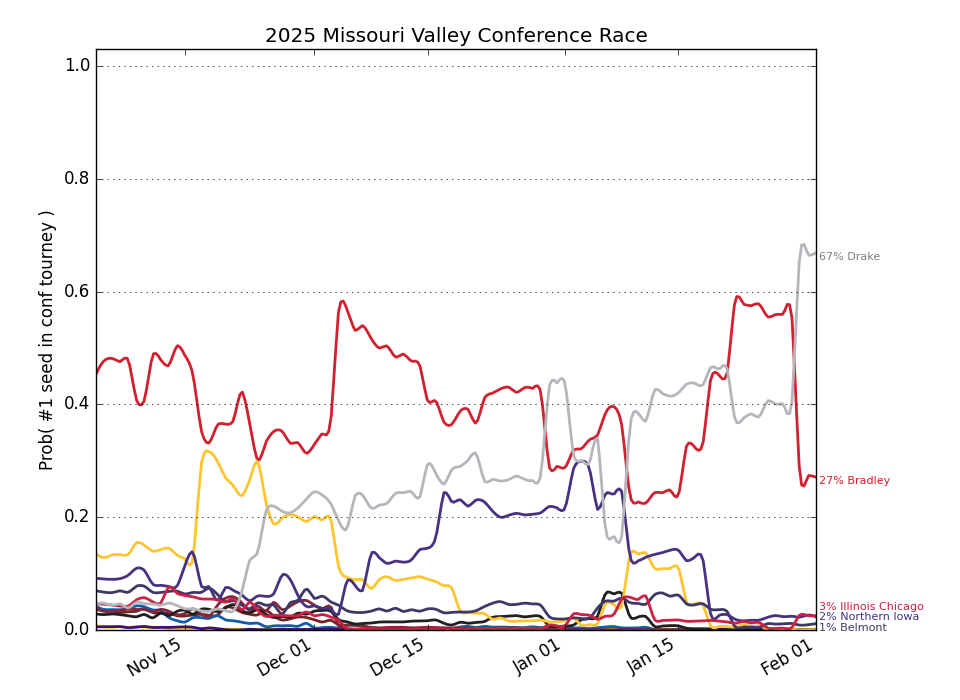 2025 Missouri Valley Conference Race
Prob( #1 seed in conf tourney )
1.0
0.8
0.6
0.4
0.2
0.0
67% Drake
27% Bradley
3% Illinois Chicago
2% Northern Iowa
1% Belmont
Nov 15
Dec 01
Dec 15
Jan 01
Jan 15
Feb 01